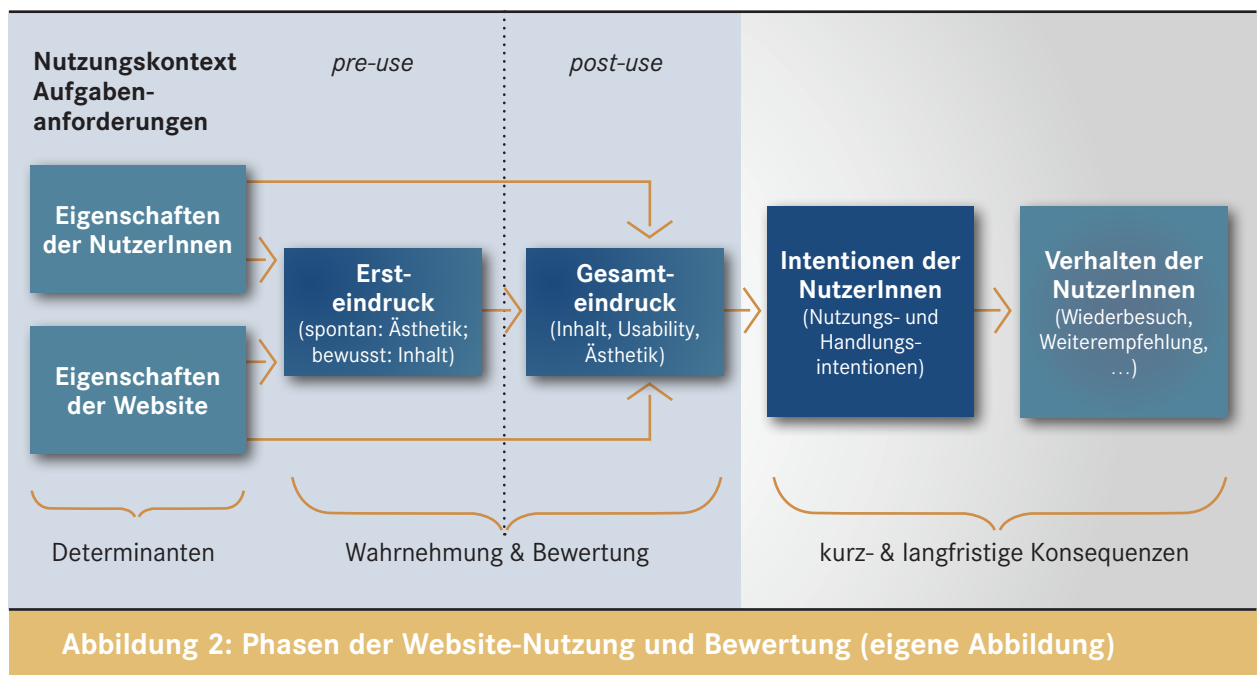 Nutzungskontext
Aufgaben-
anforderungen
pre-use
post-use
Eigenschaften
der NutzerInnen
Eigenschaften
der Website
Erst-
eindruck
(spontan: Ästhetik;
bewusst: Inhalt)
Gesamt-
eindruck
(Inhalt, Usability,
Ästhetik)
Intentionen der
NutzerInnen
(Nutzungs- und
Handlungs-
intentionen)
Verhalten der
NutzerInnen
(Wiederbesuch,
Weiterempfehlung,
…)
Determinanten
Wahrnehmung & Bewertung
kurz- & langfristige Konsequenzen
Abbildung 2: Phasen der Website-Nutzung und Bewertung (eigene Abbildung)